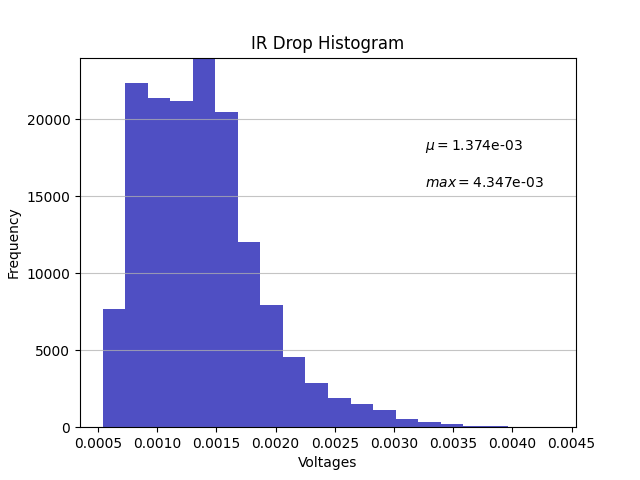 IR Drop Histogram
20000
15000
10000
5000
0
Frequency
μ = 1.374e-03
max = 4.347e-03
0.0005 0.0010 0.0015 0.0020 0.0025 0.0030 0.0035 0.0040 0.0045
Voltages